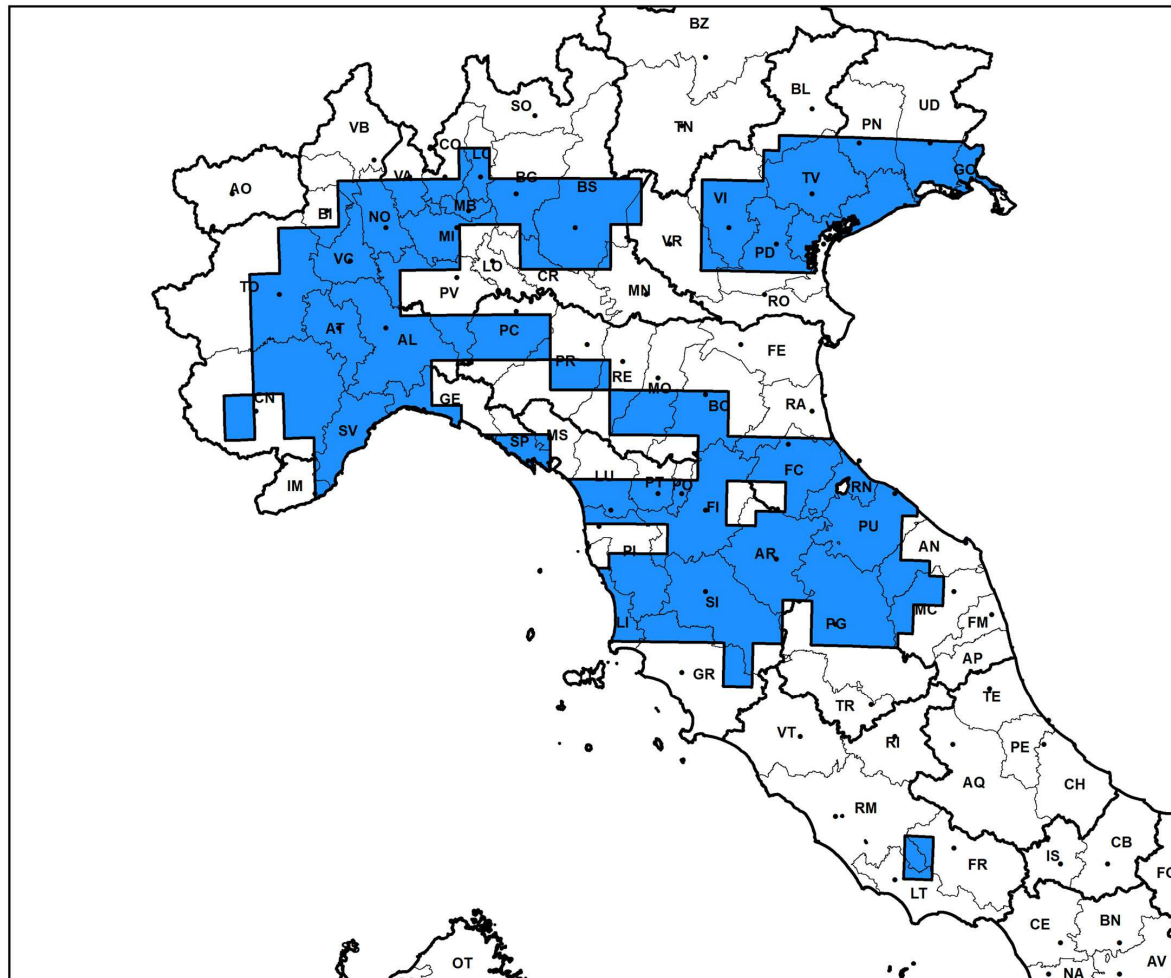 BZ
SO
BL
UD
PN
VB
TN
CO
LC
VA
BG
BS
AO
BI
TV
GO
VI
NO
MB
MI
VR
PD
VC
LO
CR
TO
PV
MN
RO
AT
AL
PC
FE
PR
RE
MO
CN
GE
BO
RA
SV
SP
MS
FC
IM
LU
PT
PO
RN
FI
PU
PI
AR
AN
SI
MC
LI
PG
FM
AP
GR
TE
TR
VT
RI
PE
AQ
CH
RM
CB
FR
IS
LT
CE
BN
AV
OT
NA